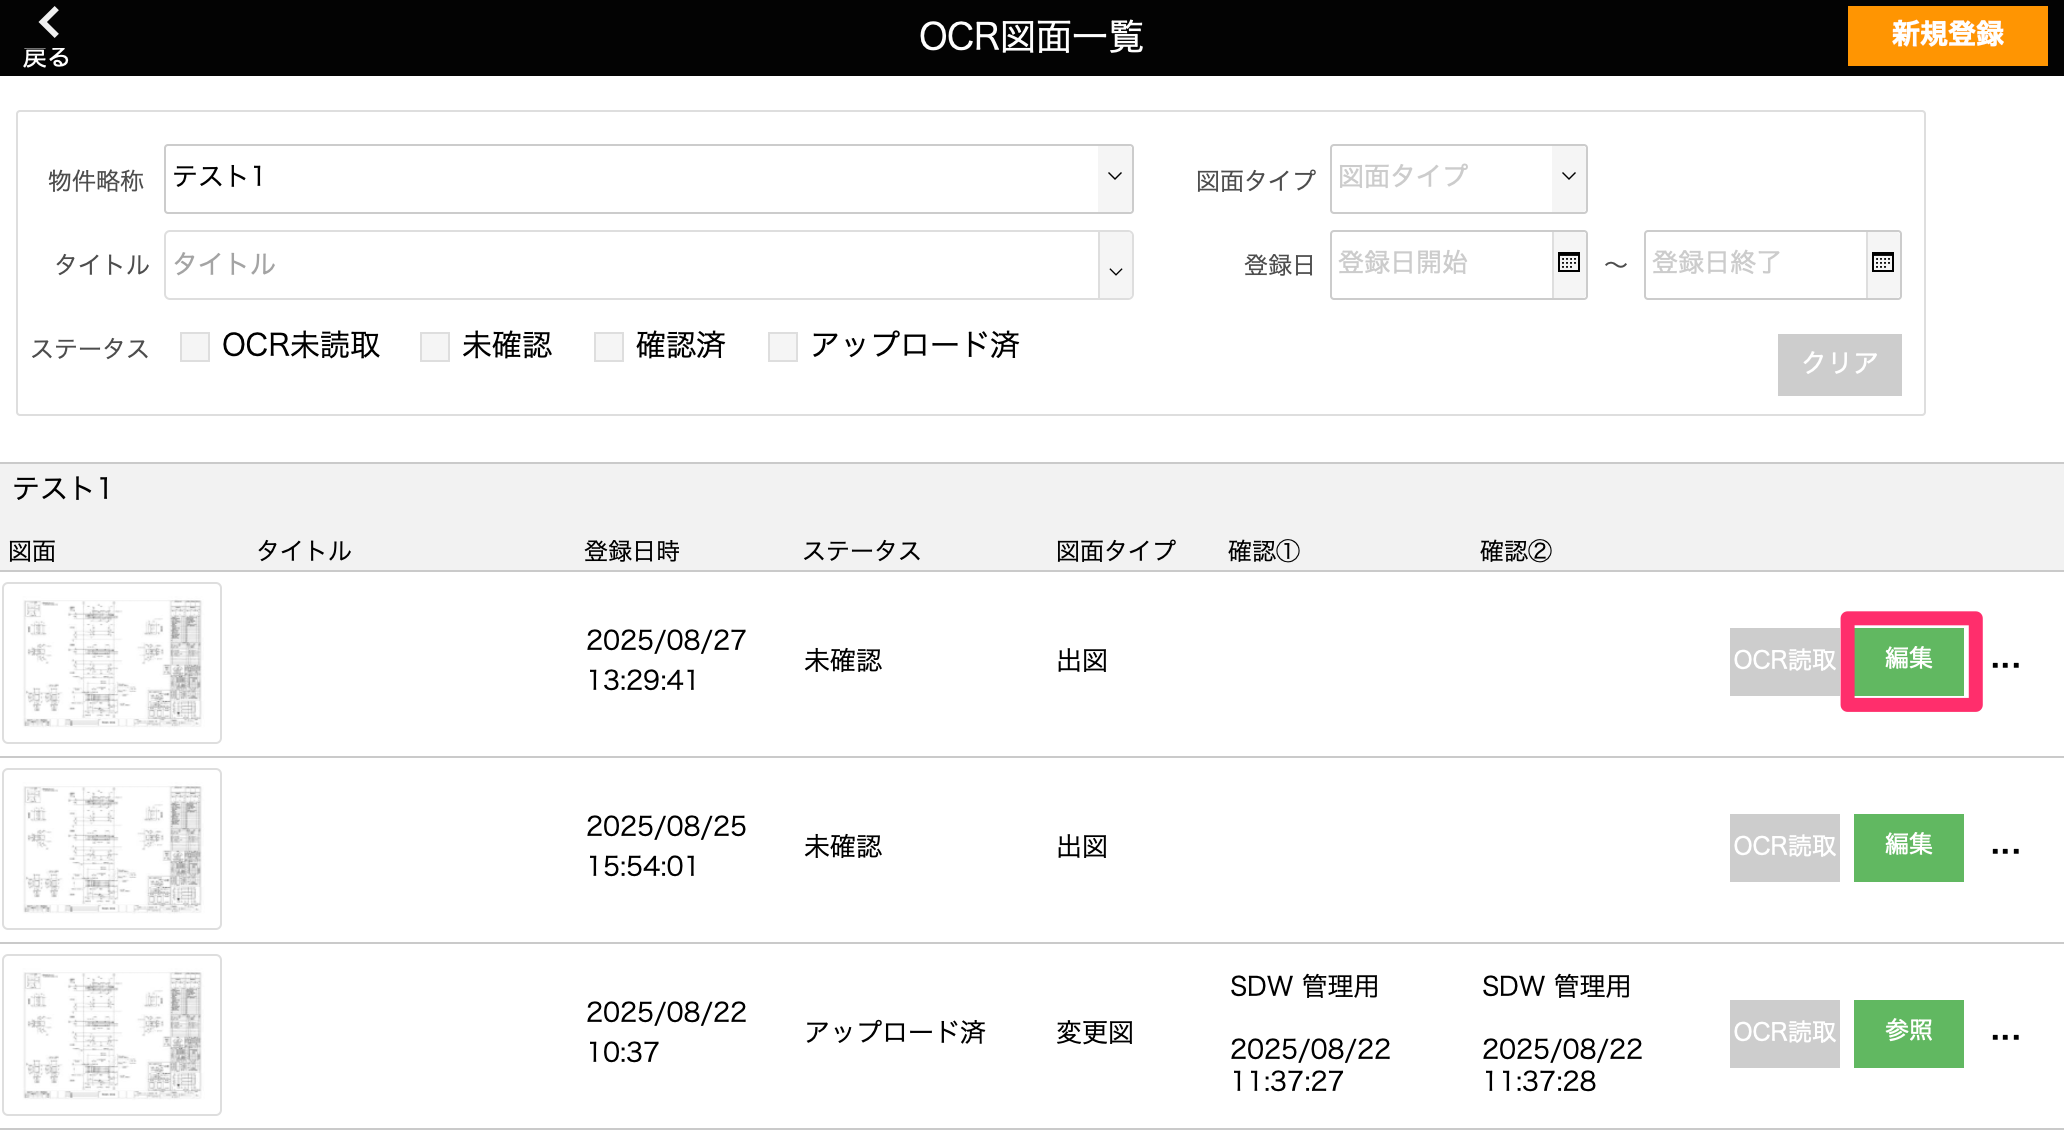 戻る
OCR図面一覧
新規登録
物件略称
テスト1
図面タイプ
図面タイプ
タイトル
タイトル
登録日
登録日開始
～
登録日終了
ステータス
OCR未読取
未確認
確認済
アップロード済
クリア
テスト1
図面 タイトル 登録日時 ステータス 図面タイプ 確認① 確認②
2025/08/27
13:29:41
未確認
出図
OCR読取
編集
...
2025/08/25
15:54:01
未確認
出図
OCR読取
編集
...
2025/08/22
10:37
アップロード済
変更図
SDW 管理用
2025/08/22
11:37:27
SDW 管理用
2025/08/22
11:37:28
OCR読取
参照
...